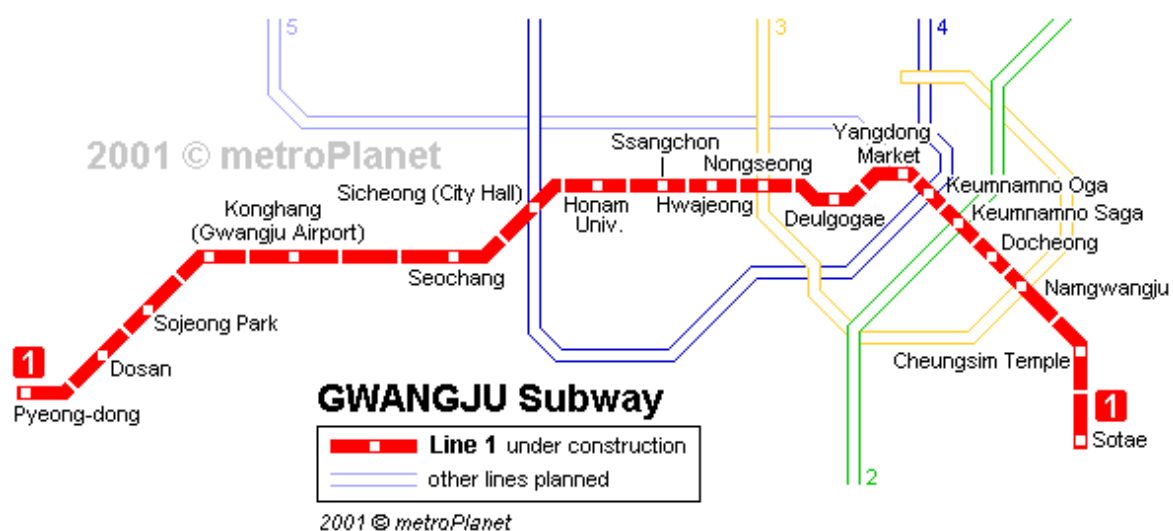 5
3
4
2001 © metroPlanet
Ssangchon
Yangdong
Market
Nongseong
Sicheong (City Hall)
Keumnamno Oga
Konghang
(Gwangju Airport)
Honam
Univ.
Hwajeong
Deulgogae
Keumnamno Saga
Docheong
Seochang
Namgwangju
Sojeong Park
1
Dosan
Cheungsim Temple
Pyeong-dong
GWANGJU Subway
1
Line 1 under construction
Sotae
other lines planned
2
2001 © metroPlanet